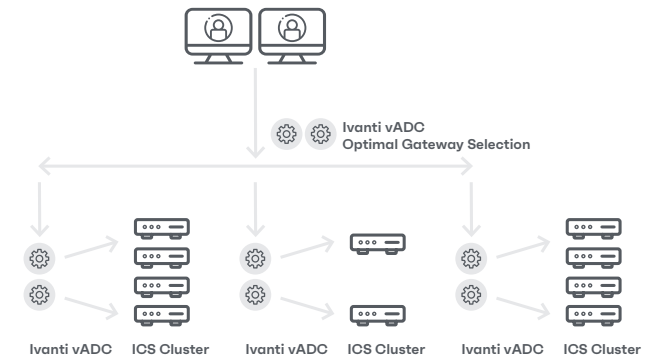 Ivanti vADC
Optimal Gateway Selection
Ivanti vADC ICS Cluster Ivanti vADC ICS Cluster Ivanti vADC ICS Cluster